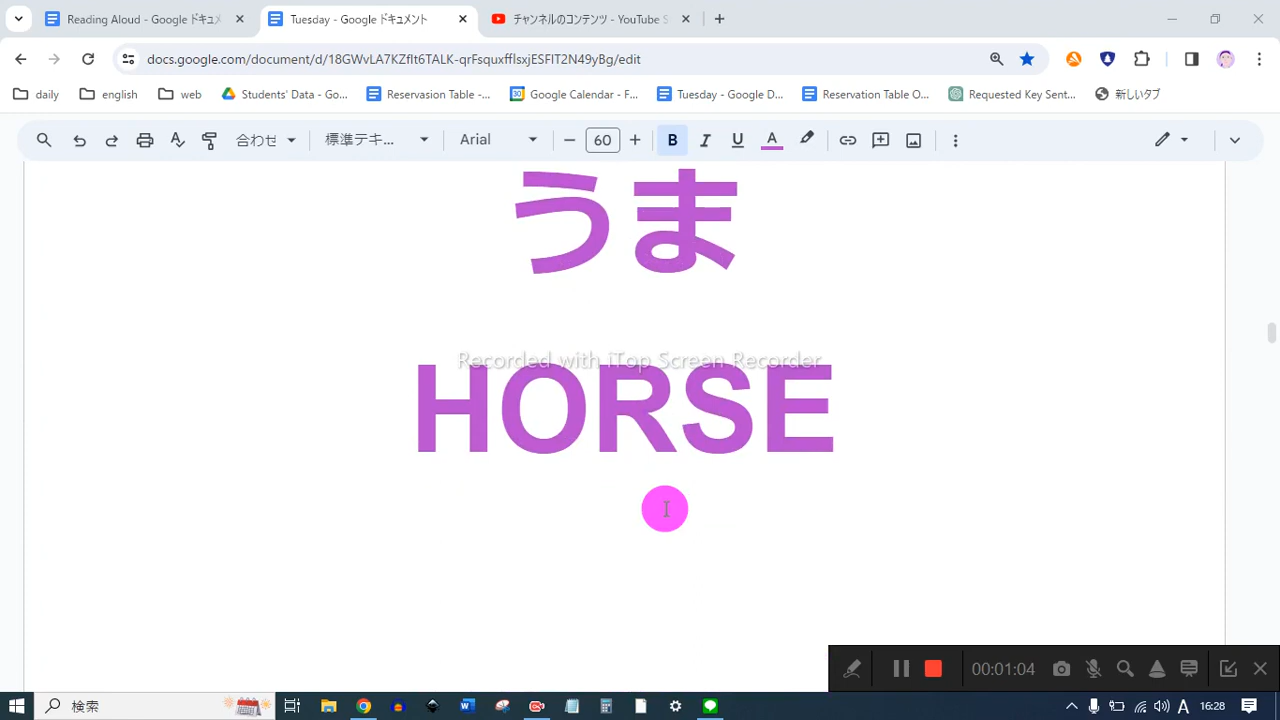 Reading Aloud - Google ドキュメ
Tuesday - Google ドキュメント
チャンネルのコンテンツ - YouTube S
docs.google.com/document/d/
daily
english
web
Students' Data - Go...
Reservasion Table -...
Google Calendar - F...
Tuesday - Google D...
Reservation Table O...
Requested Key Sent...
新しいタブ
合わせ
標準テキ...
Arial
60
B
I
U
A
うま
Recorded with iTop Screen Recorder
HORSE
00:01:04
検索
A
16:28